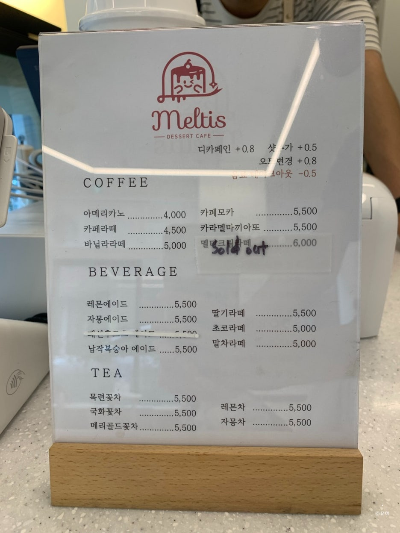 Meltis
DESSERT CAFE
디카페인 +0.8 샷추가 +0.5
오트변경 +0.8
-0.5
COFFEE
아메리카노 4,000
카페라떼 4,500
바닐라라떼 5,000
카페모카 5,500
카라멜마끼아또 5,500
6,000
Sold out
BEVERAGE
레몬에이드 5,500
자몽에이드 5,500
에이드 5,500
납작복숭아 에이드 5,500
딸기라떼 5,500
초코라떼 5,000
말차라떼 5,000
TEA
목련꽃차 5,500
국화꽃차 5,500
메리골드꽃차 5,500
레몬차 5,500
자몽차 5,500